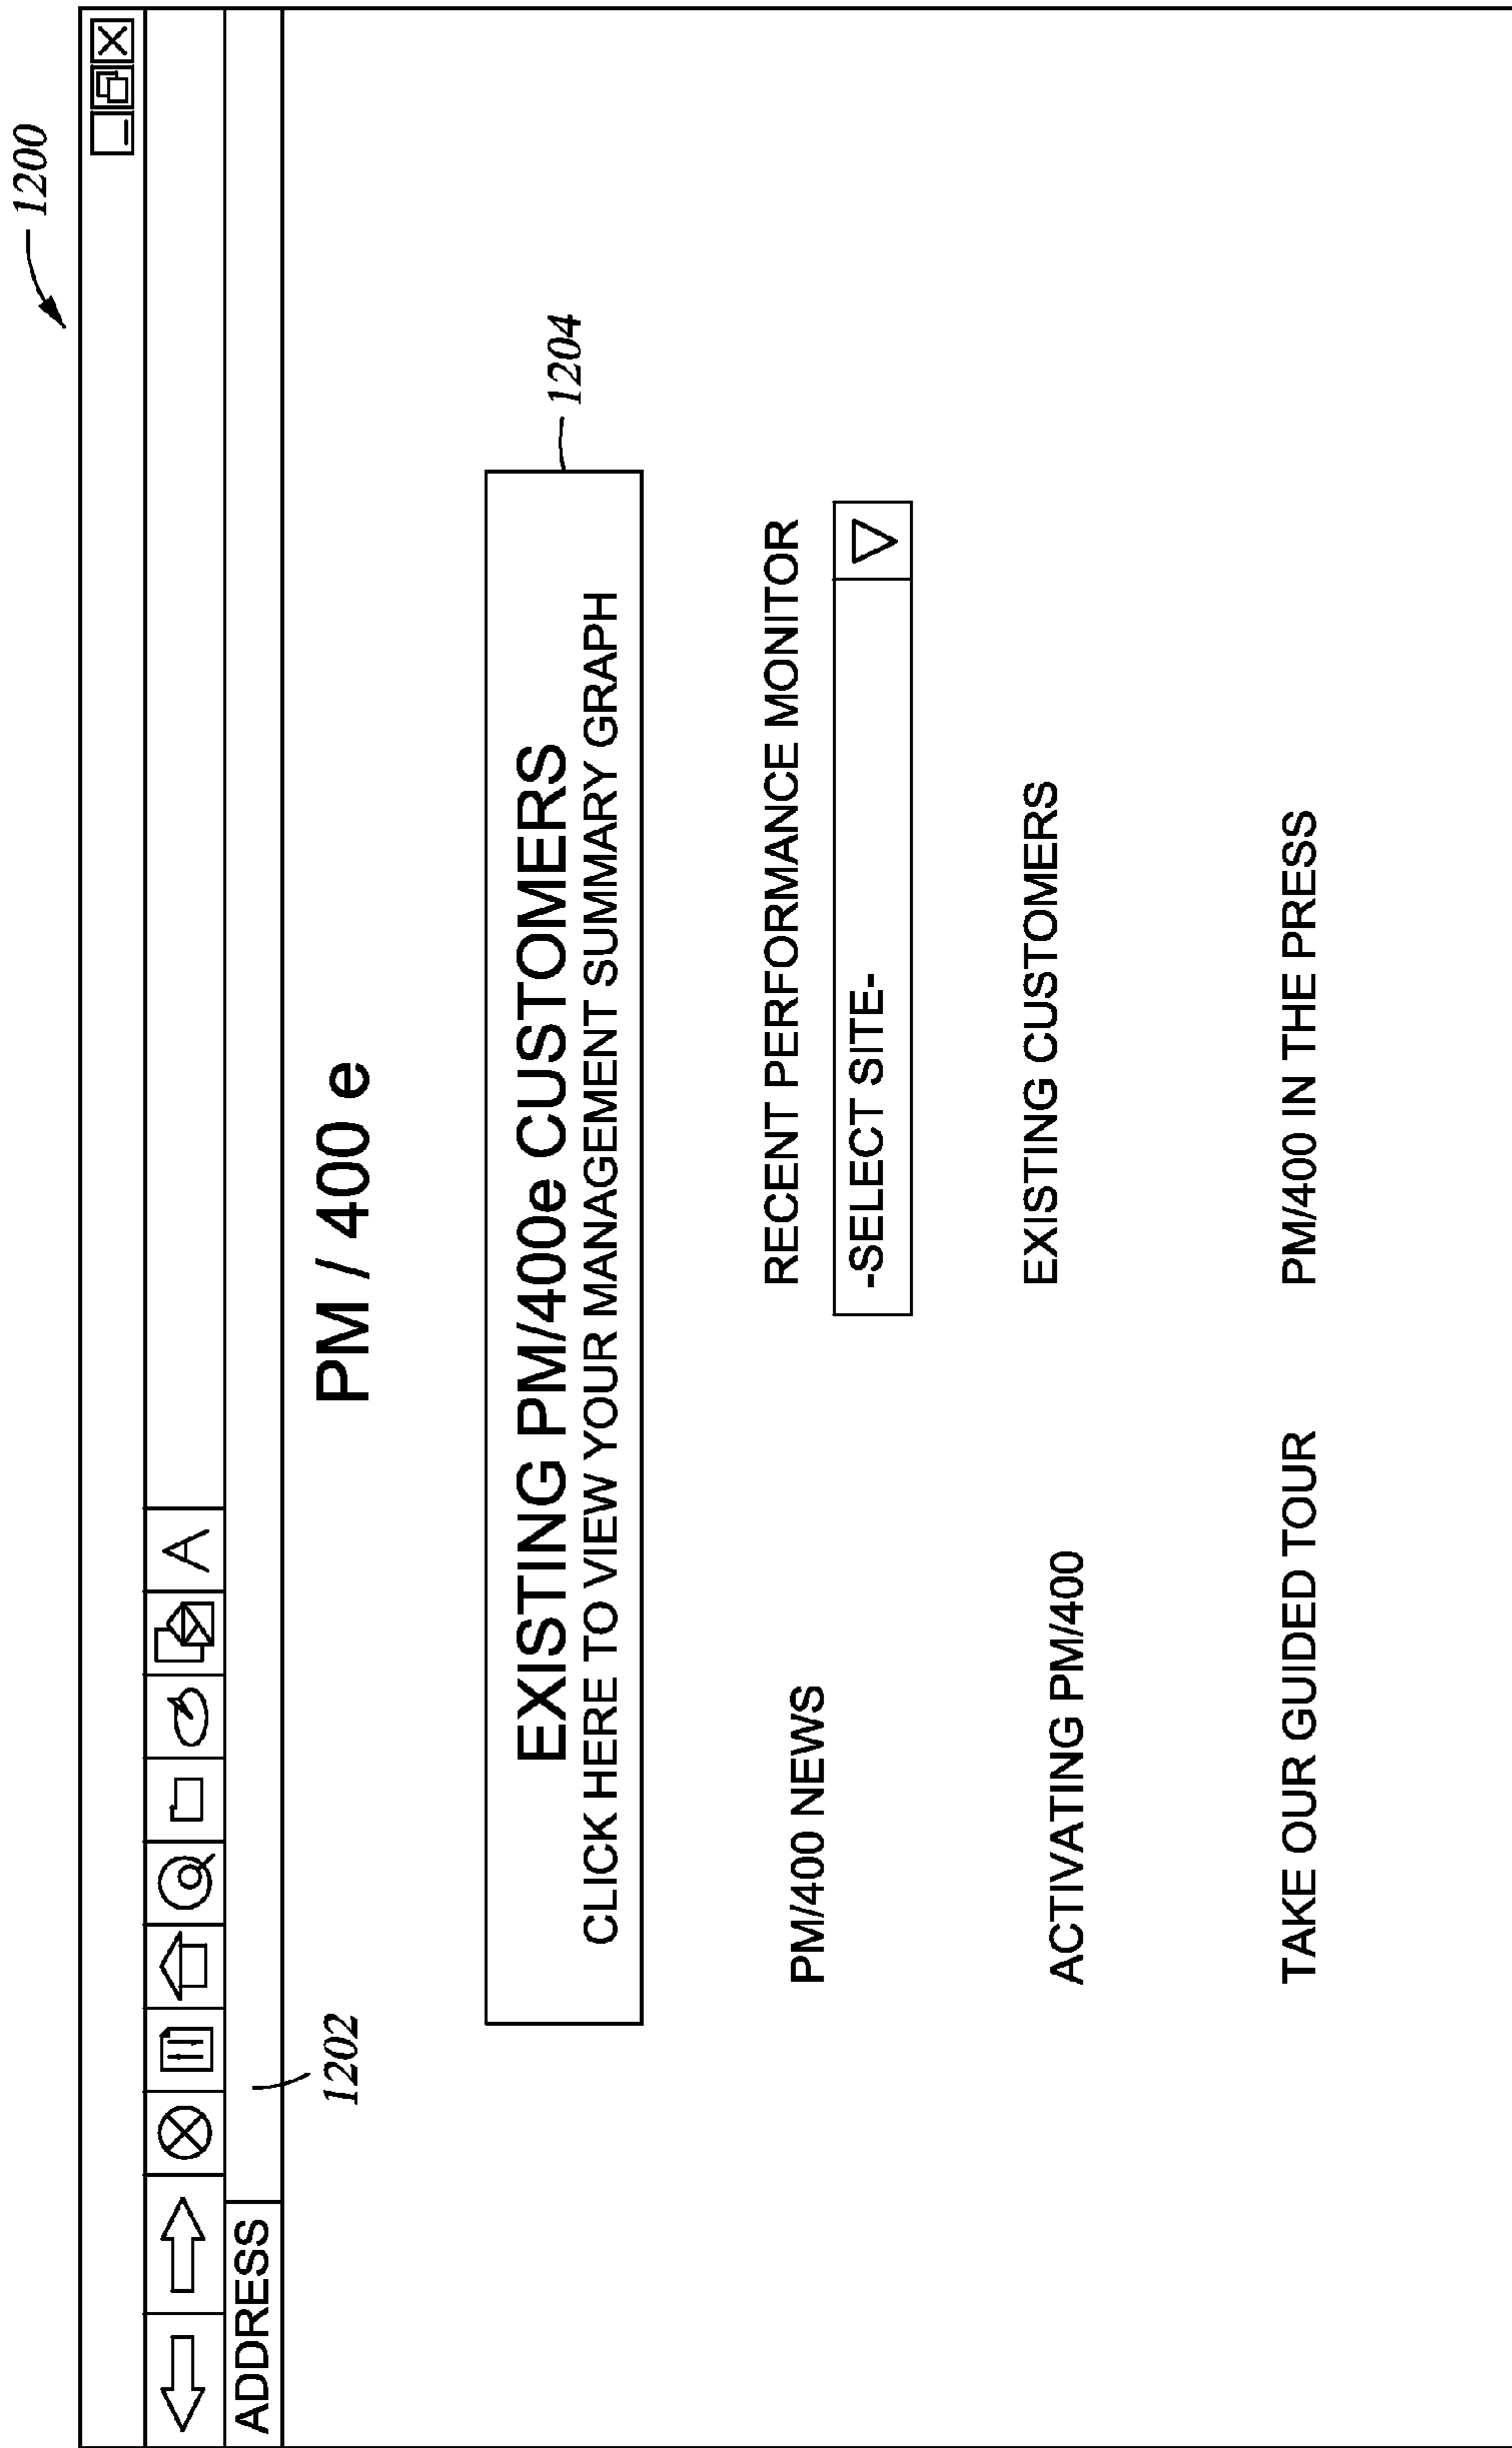 1200
ADDRESS
1202
PM / 400 e
EXISTING PM/400e CUSTOMERS
CLICK HERE TO VIEW YOUR MANAGEMENT SUMMARY GRAPH
1204
PM/400 NEWS
RECENT PERFORMANCE MONITOR
-SELECT SITE-
ACTIVATING PM/400
EXISTING CUSTOMERS
TAKE OUR GUIDED TOUR
PM/400 IN THE PRESS